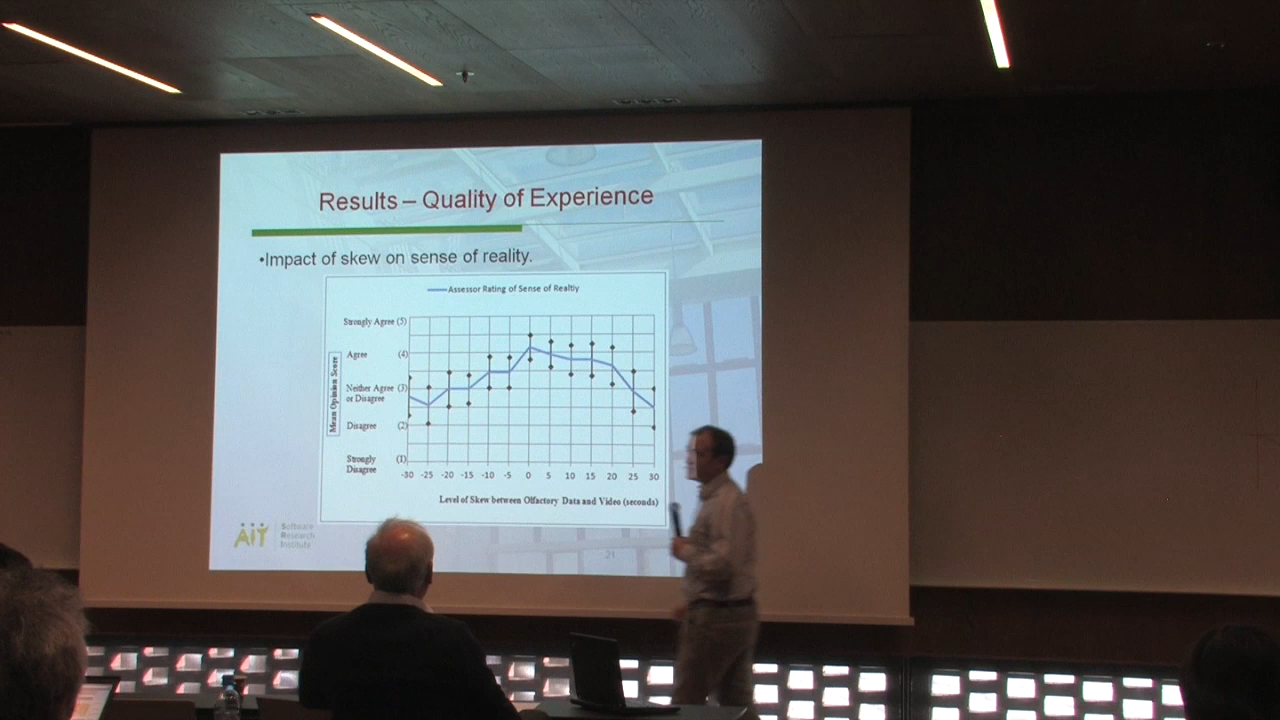 Results – Quality of Experience
•Impact of skew on sense of reality.
Assessor Rating of Sense of Realtiy
Strongly Agree (5)
Agree (4)
Neither Agree (3)
or Disagree
Disagree (2)
Strongly (1)
Disagree
Mean Opinion Score
-30 -25 -20 -15 -10 -5 0 5 10 15 20 25 30
Level of Skew between Olfactory Data and Video (seconds)
AIT
Software
Research
Institute
21